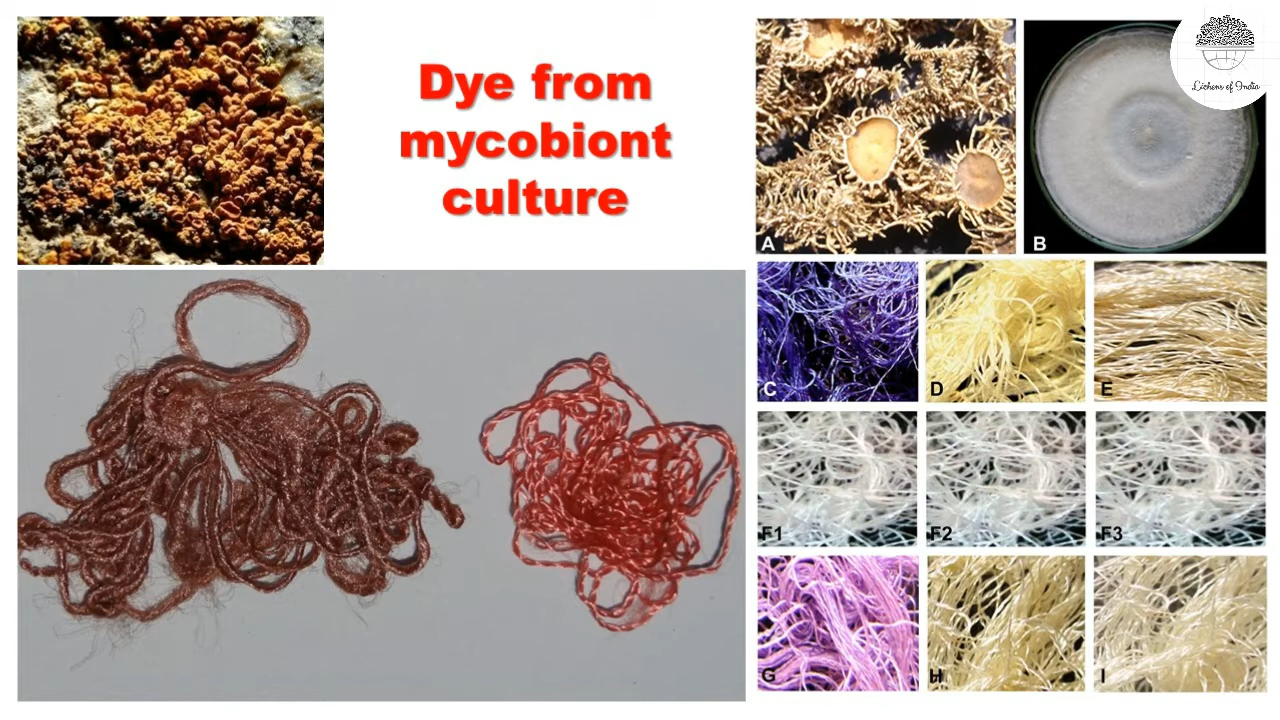 Dye from
mycobiont
culture
Lichens of India
A
B
C
D
E
F1
F2
F3
G
H
I